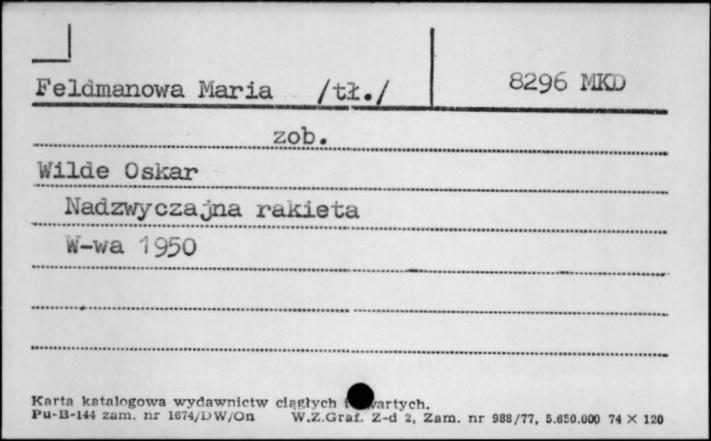 Feldmanowa Maria /tł./ 8296 MKD
zob.
Wilde Oskar
Nadzwyczajna rakieta
W-wa 1950
Karta katalogowa wydawnictw ciągłych
Pu-B-144 zam. nr 1674/DW/On W.Z.Graf. Z-d 2, Zam. nr 988/77, 5.650.000 74 × 120